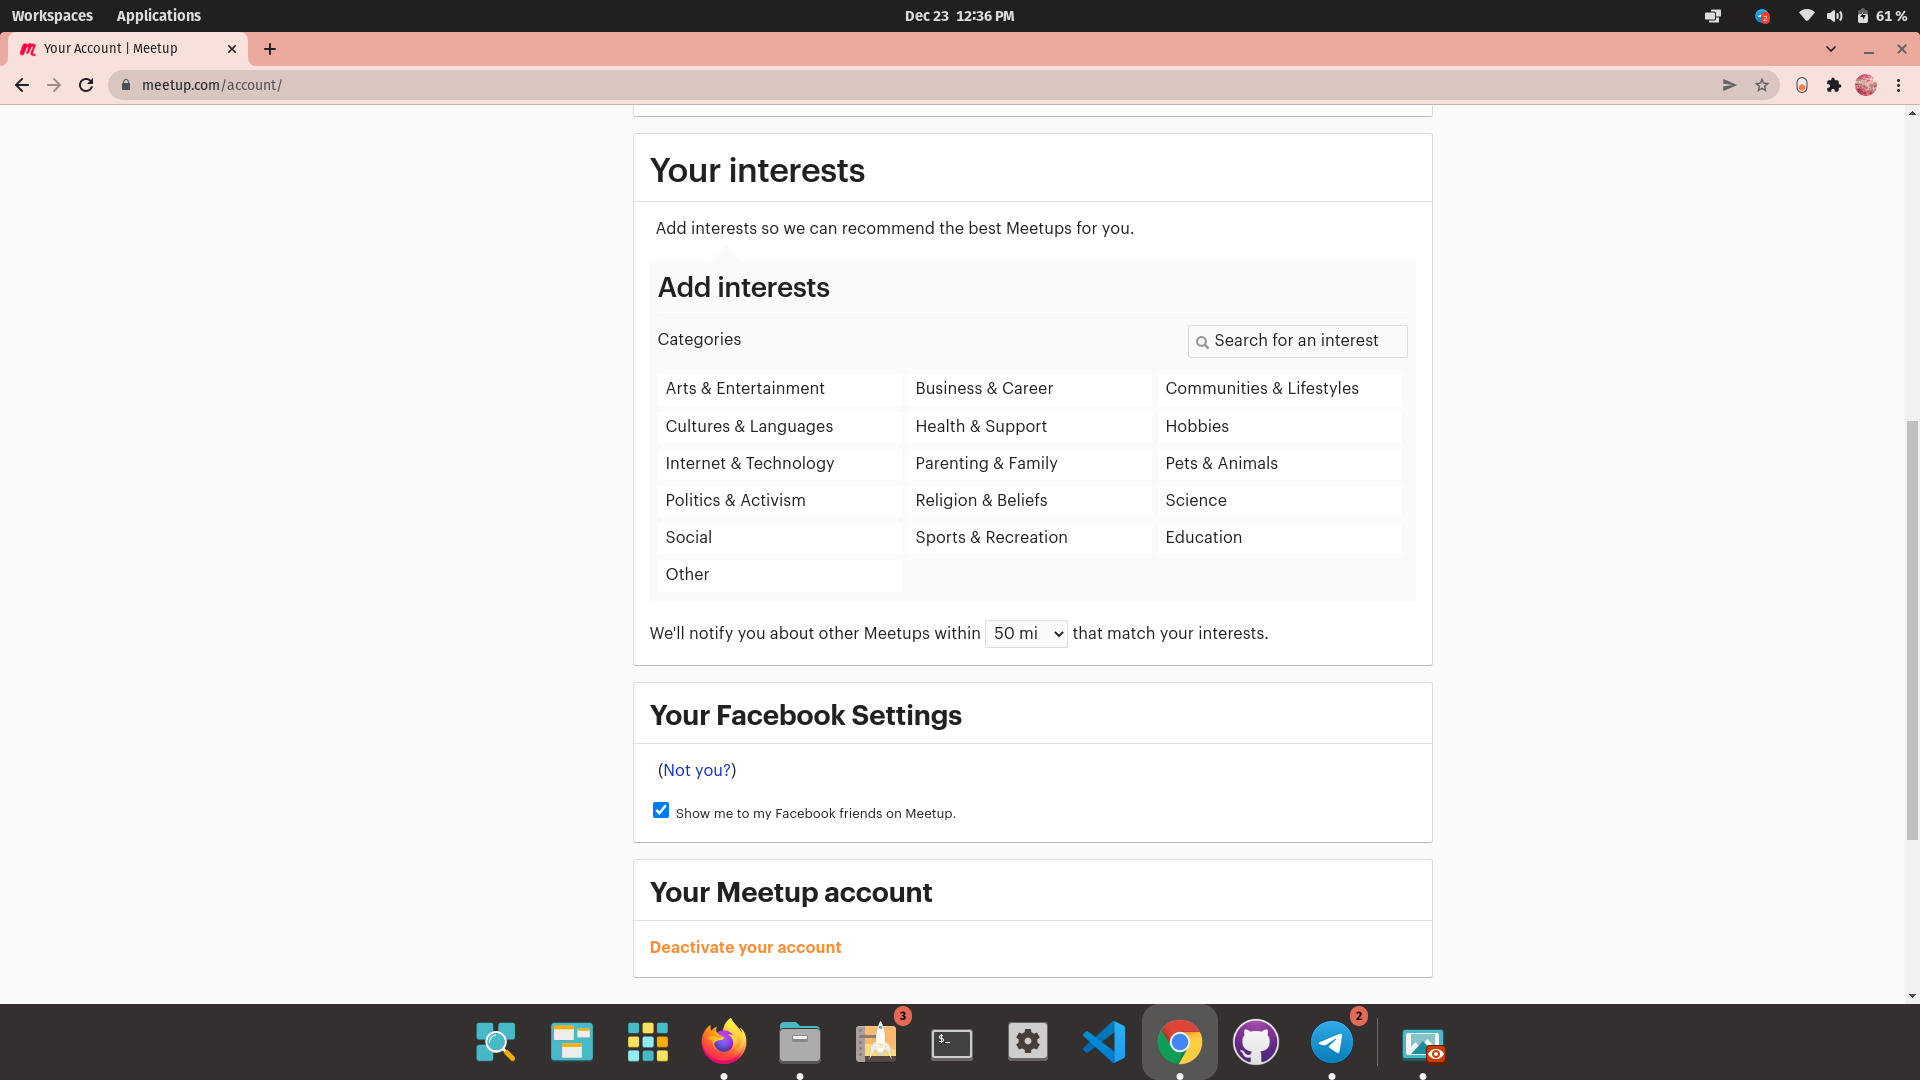 Workspaces Applications Dec 23 12:36 PM 2 61 %
Your Account | Meetup
meetup.com/account/
Your interests
Add interests so we can recommend the best Meetups for you.
Add interests
Categories Search for an interest
Arts & Entertainment Business & Career Communities & Lifestyles
Cultures & Languages Health & Support Hobbies
Internet & Technology Parenting & Family Pets & Animals
Politics & Activism Religion & Beliefs Science
Social Sports & Recreation Education
Other
We'll notify you about other Meetups within 50 mi that match your interests.
Your Facebook Settings
(Not you?)
Show me to my Facebook friends on Meetup.
Your Meetup account
Deactivate your account
3 2
$_